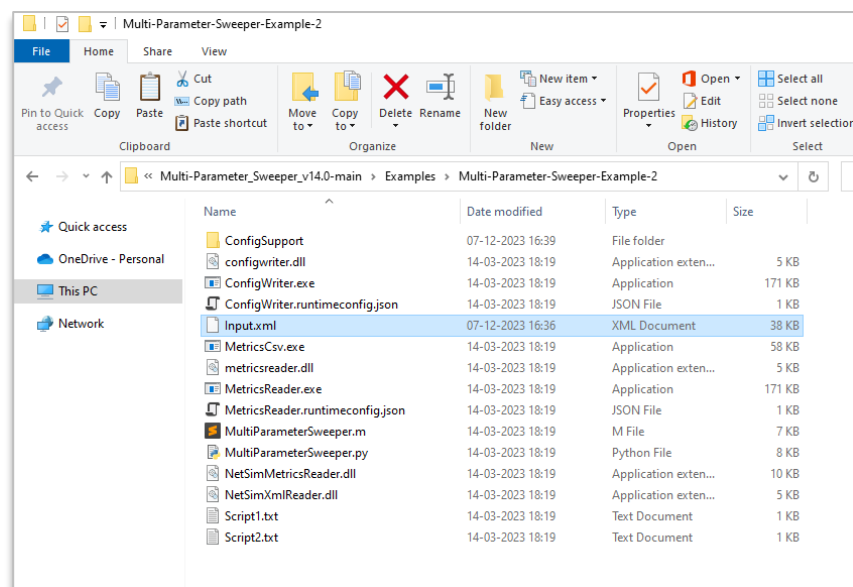 Multi-Parameter-Sweeper-Example-2
File Home Share View
Pin to Quick access
Copy
Paste
Cut
Copy path
Paste shortcut
Clipboard
Move to
Copy to
Delete
Rename
Organize
New folder
New item
Easy access
New
Properties
Open
Edit
History
Open
Select all
Select none
Invert selection
Select
« Multi-Parameter_Sweeper_v14.0-main > Examples > Multi-Parameter-Sweeper-Example-2
Quick access
OneDrive - Personal
This PC
Network
Name Date modified Type Size
ConfigSupport 07-12-2023 16:39 File folder
configwriter.dll 14-03-2023 18:19 Application exten... 5 KB
ConfigWriter.exe 14-03-2023 18:19 Application 171 KB
ConfigWriter.runtimeconfig.json 14-03-2023 18:19 JSON File 1 KB
Input.xml 07-12-2023 16:36 XML Document 38 KB
MetricsCsv.exe 14-03-2023 18:19 Application 58 KB
metricsreader.dll 14-03-2023 18:19 Application exten... 5 KB
MetricsReader.exe 14-03-2023 18:19 Application 171 KB
MetricsReader.runtimeconfig.json 14-03-2023 18:19 JSON File 1 KB
MultiParameterSweeper.m 14-03-2023 18:19 M File 7 KB
MultiParameterSweeper.py 14-03-2023 18:19 Python File 8 KB
NetSimMetricsReader.dll 14-03-2023 18:19 Application exten... 10 KB
NetSimXmlReader.dll 14-03-2023 18:19 Application exten... 5 KB
Script1.txt 14-03-2023 18:19 Text Document 1 KB
Script2.txt 14-03-2023 18:19 Text Document 1 KB